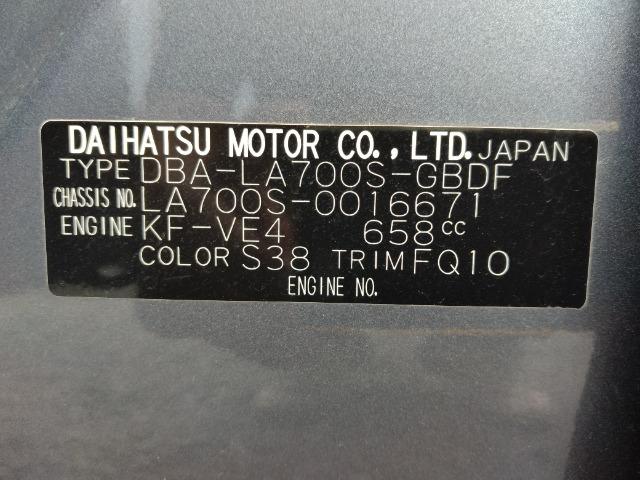 DAIHATSU MOTOR CO., LTD. JAPAN
TYPE DBA-LA700S-GBDF
CHASSIS NO. LA700S-0016671
ENGINE KF-VE4 658cc
COLOR S38 TRIM FQ10
ENGINE NO.